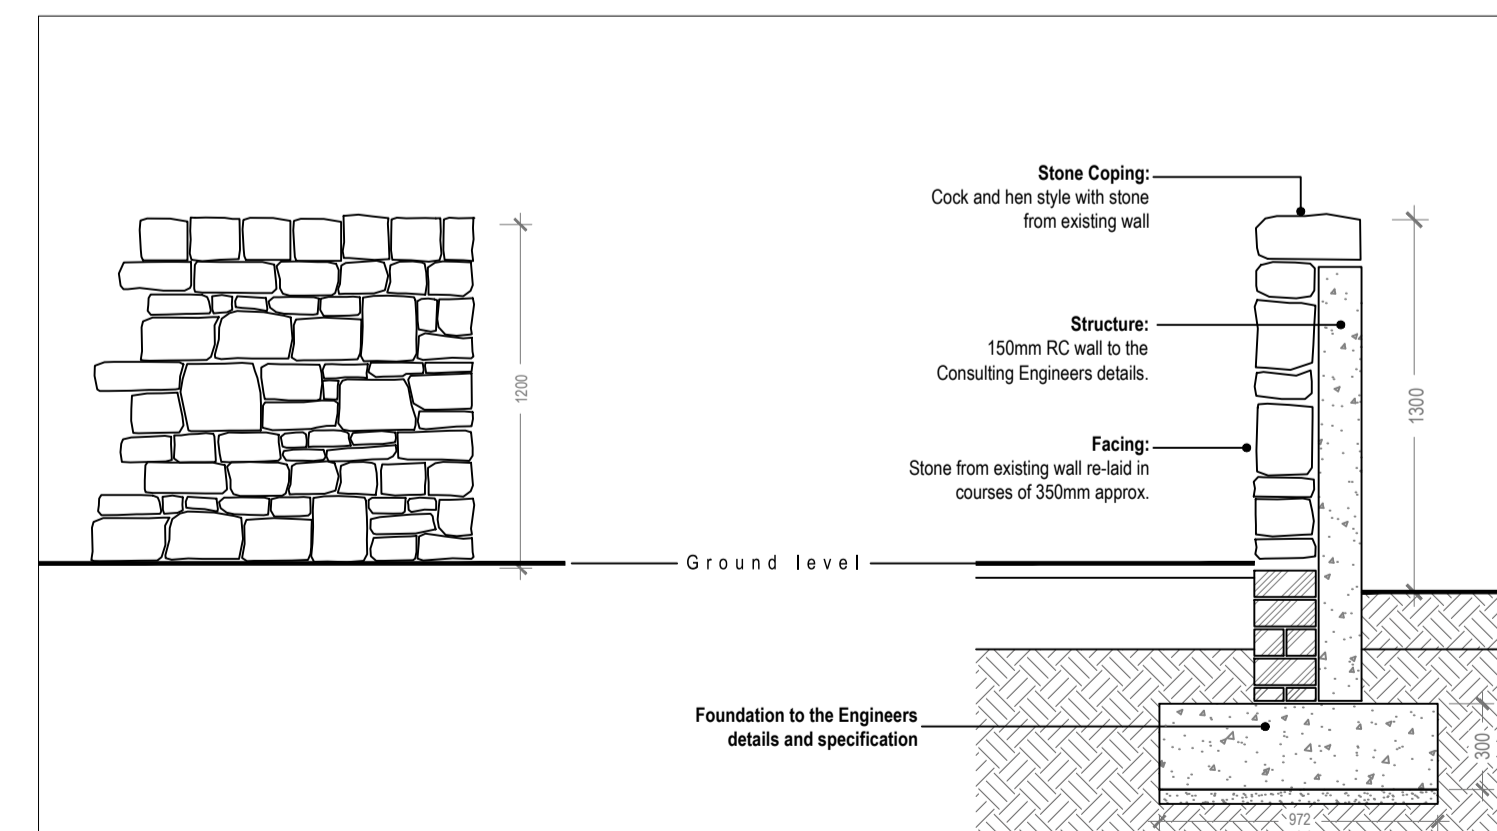 Stone Coping:
Cock and hen style with stone
from existing wall
1200
Structure:
150mm RC wall to the
Consulting Engineers details.
1300
Facing:
Stone from existing wall re-laid in
courses of 350mm approx.
Ground level
Foundation to the Engineers
details and specification
300
972